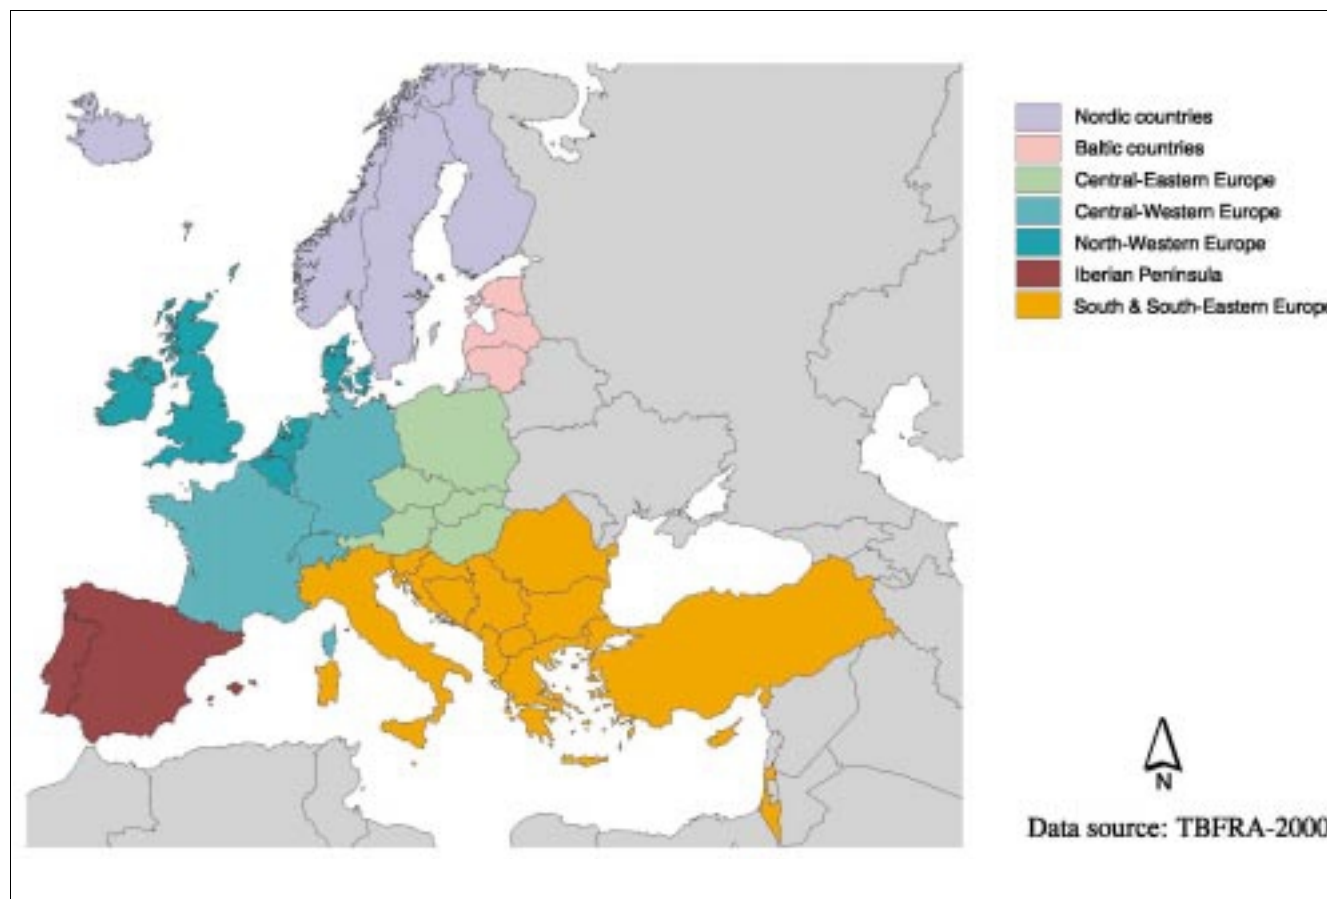 Nordic countries
Baltic countries
Central-Eastern Europe
Central-Western Europe
North-Western Europe
Iberian Peninsula
South & South-Eastern Europe
N
Data source: TBFRA-2000